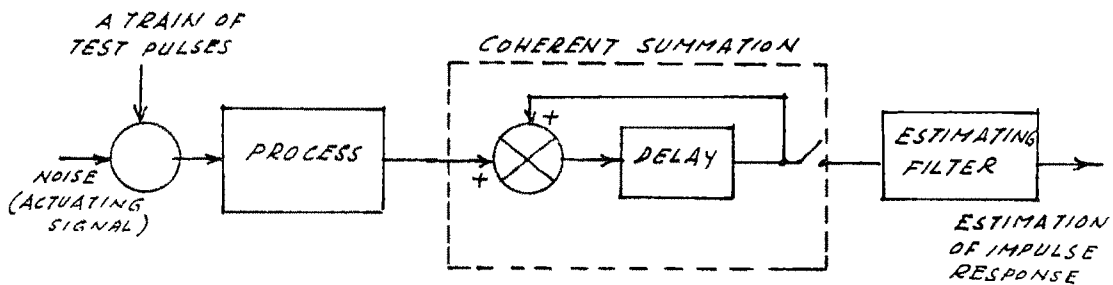 A TRAIN OF
TEST PULSES
COHERENT SUMMATION
NOISE
(ACTUATING
SIGNAL)
PROCESS
+
+
DELAY
ESTIMATING
FILTER
ESTIMATION
OF IMPULSE
RESPONSE